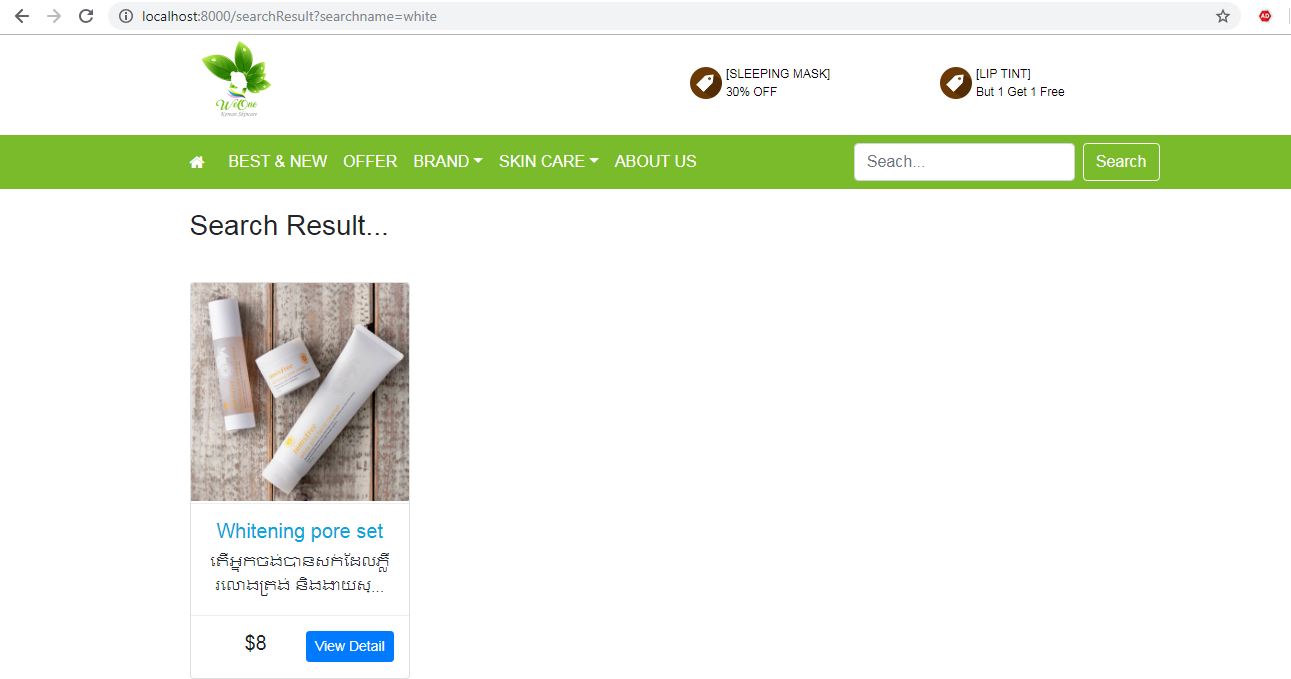 localhost:8000/searchResult?searchname=white
AD
WeOne
Korean Skincare
[SLEEPING MASK]
30% OFF
[LIP TINT]
But 1 Get 1 Free
BEST & NEW
OFFER
BRAND
SKIN CARE
ABOUT US
Seach...
Search
Search Result...
innisfree
innisfree
Whitening pore set
តើអ្នកចង់បានសក់ដែលភ្លឺ
រលោងត្រង់ និងងាយស្...
$8
View Detail